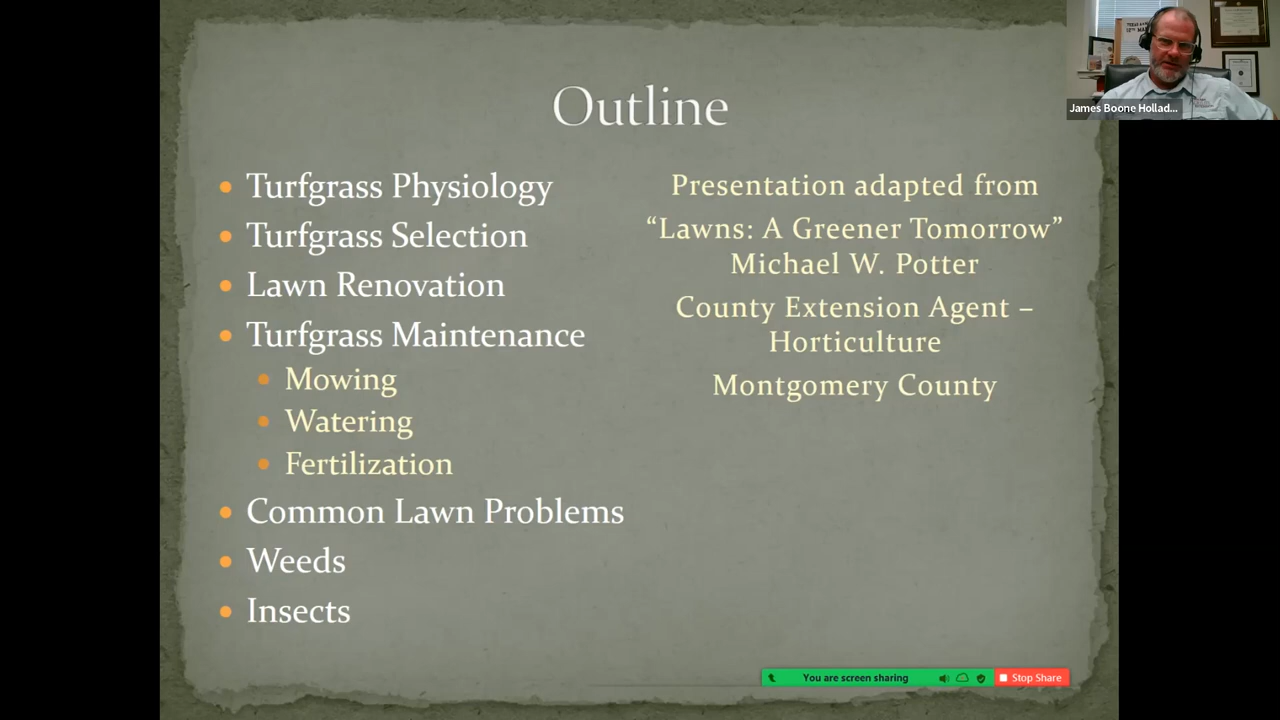 Outline
Turfgrass Physiology
Turfgrass Selection
Lawn Renovation
Turfgrass Maintenance
Mowing
Watering
Fertilization
Common Lawn Problems
Weeds
Insects
Presentation adapted from
“Lawns: A Greener Tomorrow”
Michael W. Potter
County Extension Agent –
Horticulture
Montgomery County
James Boone Hollad...
You are screen sharing
Stop Share